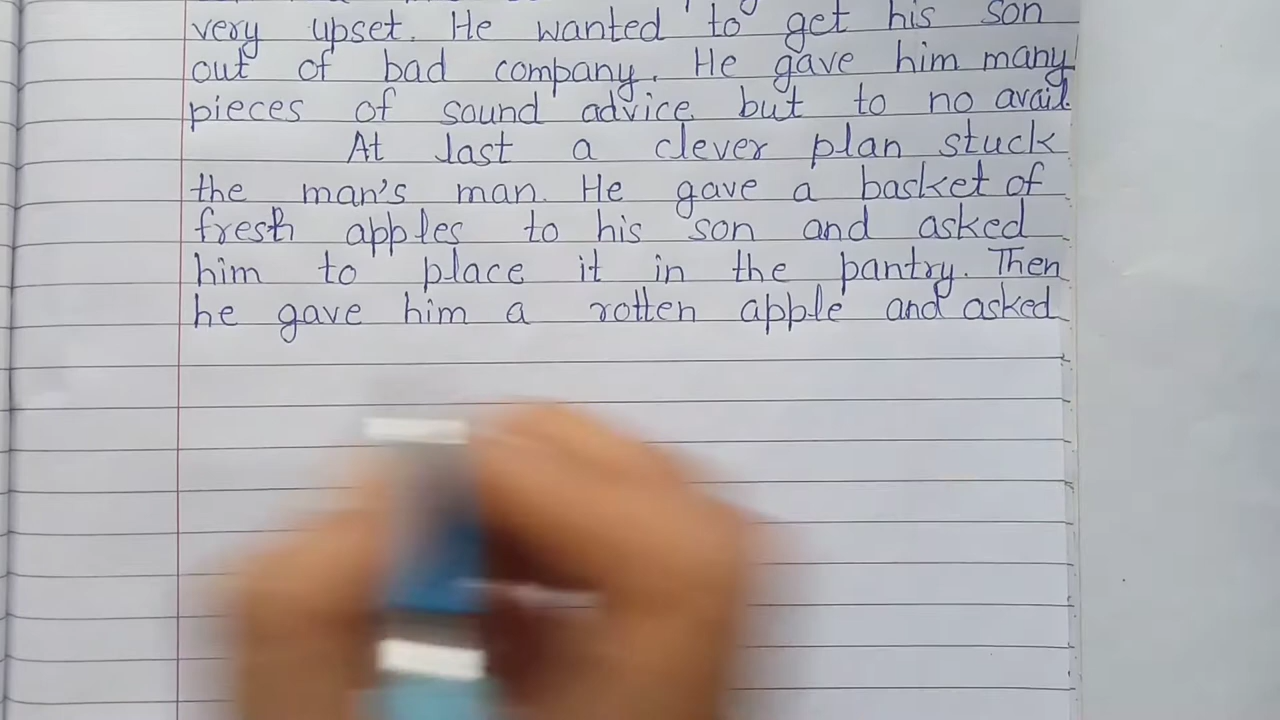 very upset. He wanted to get his son
out of bad company. He gave him many
pieces of sound advice but to no avail.
At last a clever plan stuck
the man's man. He gave a basket of
fresh apples to his son and asked
him to place it in the pantry. Then
he gave him a rotten apple and asked